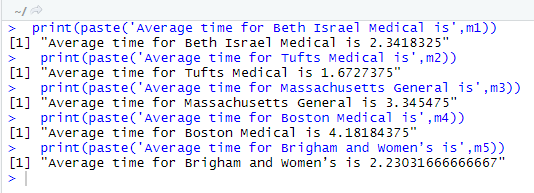 ~/
>  print(paste('Average time for Beth Israel Medical is',m1))
[1] "Average time for Beth Israel Medical is 2.3418325"
>   print(paste('Average time for Tufts Medical is',m2))
[1] "Average time for Tufts Medical is 1.6727375"
>   print(paste('Average time for Massachusetts General is',m3))
[1] "Average time for Massachusetts General is 3.345475"
>   print(paste('Average time for Boston Medical is',m4))
[1] "Average time for Boston Medical is 4.18184375"
>   print(paste('Average time for Brigham and Women’s is',m5))
[1] "Average time for Brigham and Women’s is 2.23031666666667"
>